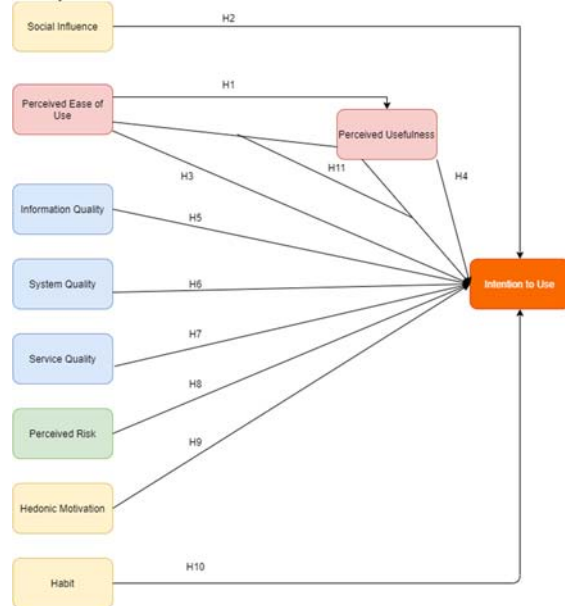 Social Influence
H2
H1
Perceived Ease of
Use
Perceived Usefulness
H3
H11
H4
Information Quality
H5
System Quality
H6
Intention to Use
Service Quality
H7
H8
Perceived Risk
H9
Hedonic Motivation
H10
Habit